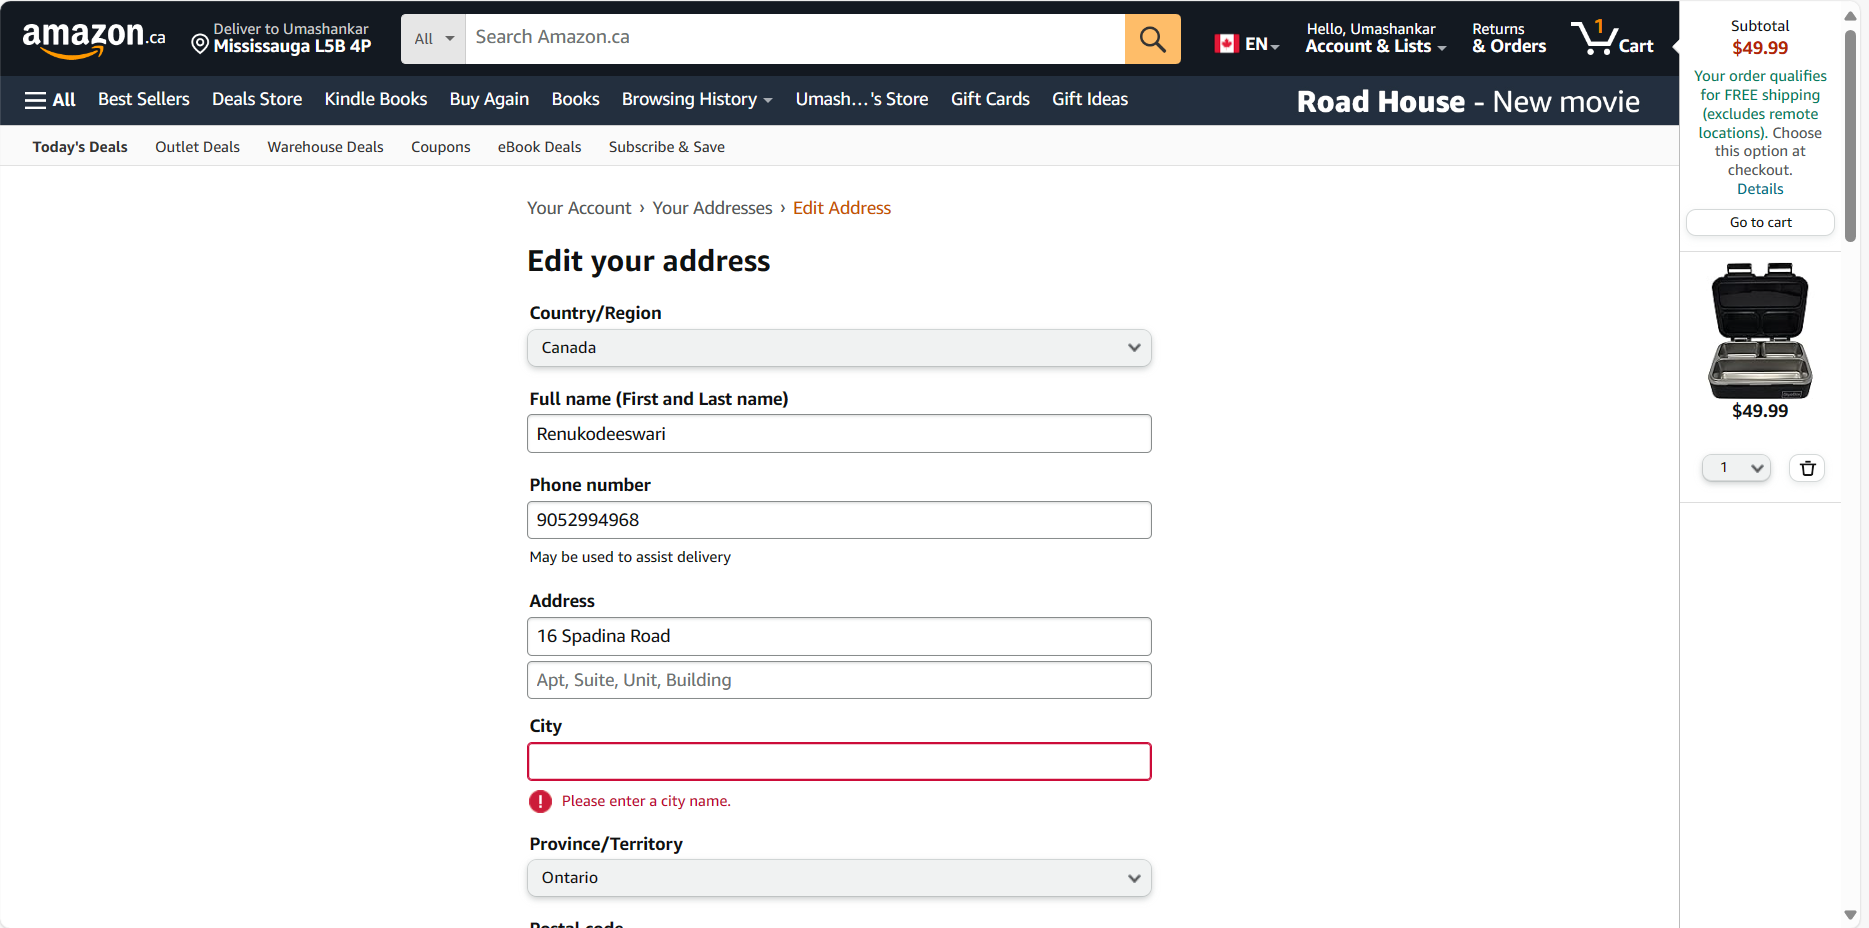 amazon.ca
Deliver to Umashankar
Mississauga L5B 4P
All
Search Amazon.ca
EN
Hello, Umashankar
Account & Lists
Returns
& Orders
1
Cart
All
Best Sellers
Deals Store
Kindle Books
Buy Again
Books
Browsing History
Umash...'s Store
Gift Cards
Gift Ideas
Road House - New movie
Today's Deals
Outlet Deals
Warehouse Deals
Coupons
eBook Deals
Subscribe & Save
Your Account › Your Addresses › Edit Address
Edit your address
Country/Region
Canada
Full name (First and Last name)
Renukodeeswari
Phone number
9052994968
May be used to assist delivery
Address
16 Spadina Road
Apt, Suite, Unit, Building
City
Please enter a city name.
Province/Territory
Ontario
Postal code
Subtotal
$49.99
Your order qualifies
for FREE shipping
(excludes remote
locations). Choose
this option at
checkout.
Details
Go to cart
$49.99
1